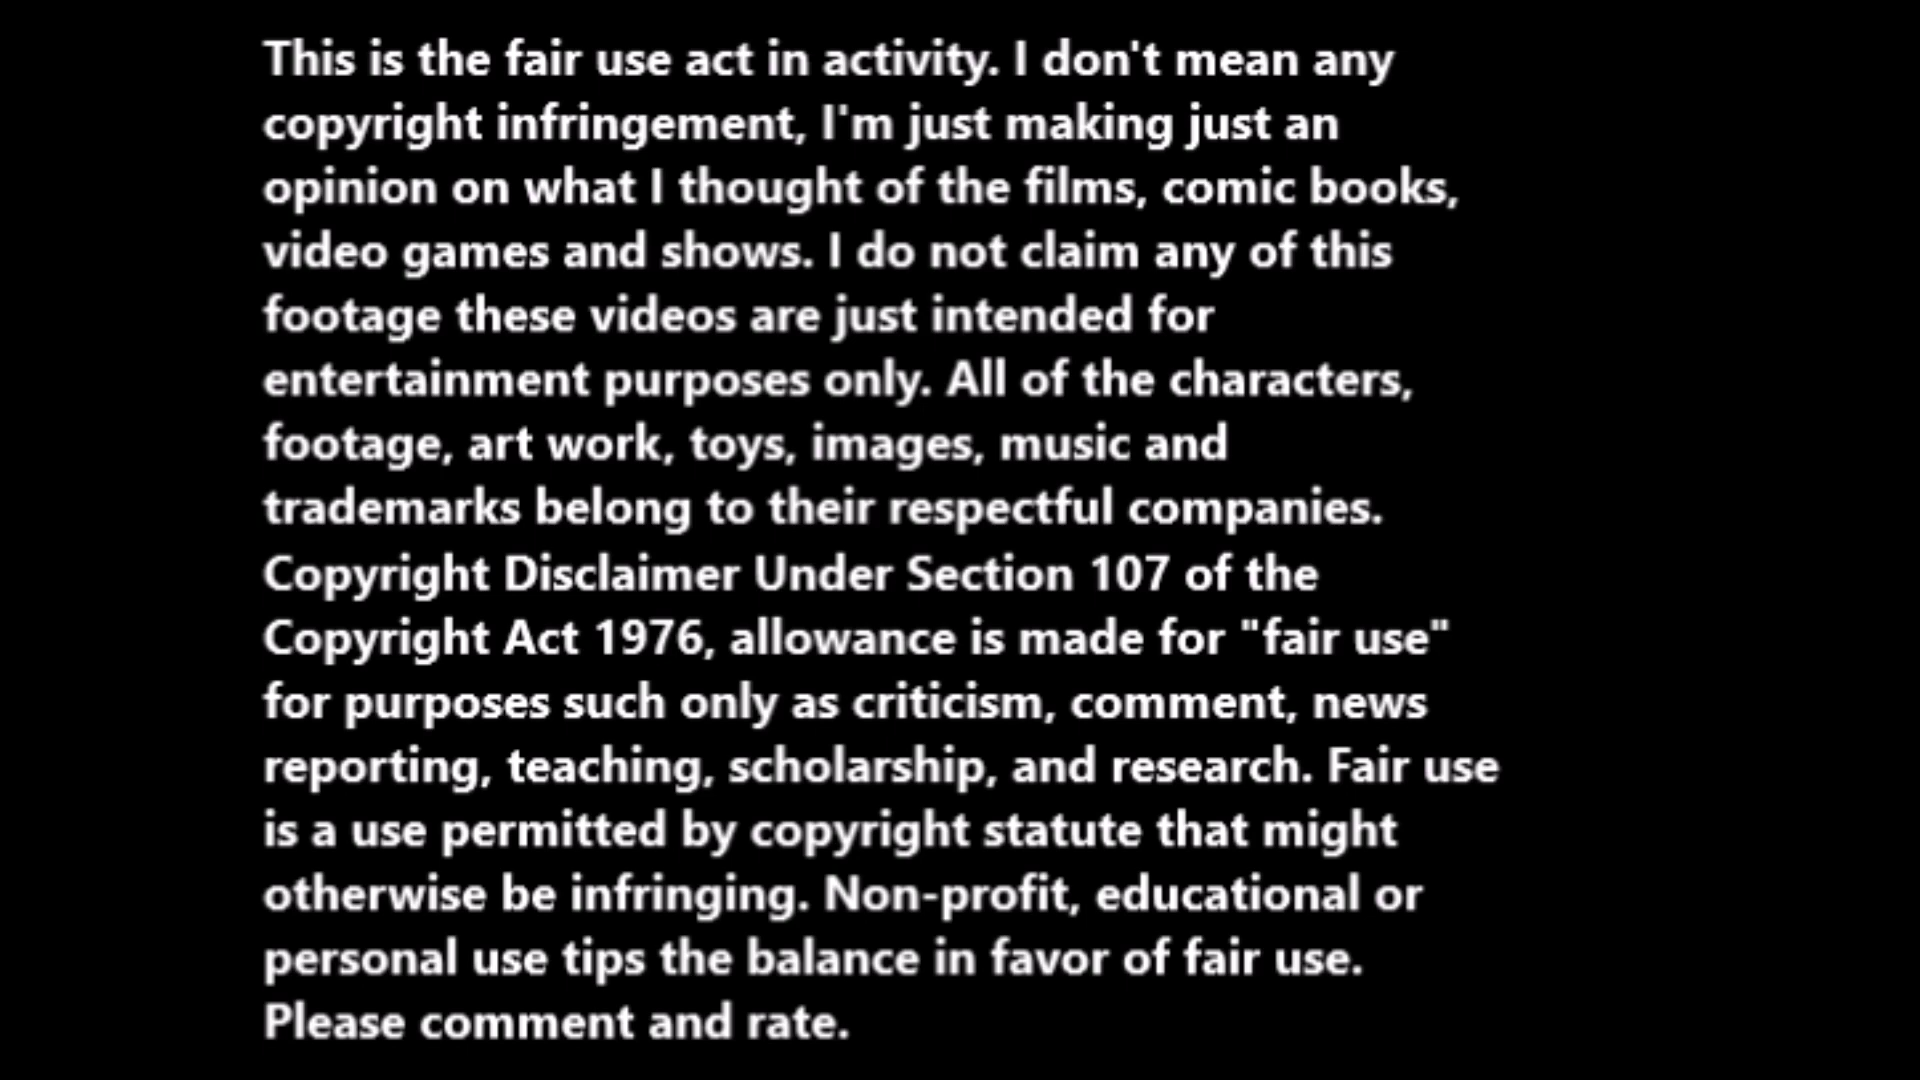 This is the fair use act in activity. I don't mean any
copyright infringement, I'm just making just an
opinion on what I thought of the films, comic books,
video games and shows. I do not claim any of this
footage these videos are just intended for
entertainment purposes only. All of the characters,
footage, art work, toys, images, music and
trademarks belong to their respectful companies.
Copyright Disclaimer Under Section 107 of the
Copyright Act 1976, allowance is made for "fair use"
for purposes such only as criticism, comment, news
reporting, teaching, scholarship, and research. Fair use
is a use permitted by copyright statute that might
otherwise be infringing. Non-profit, educational or
personal use tips the balance in favor of fair use.
Please comment and rate.